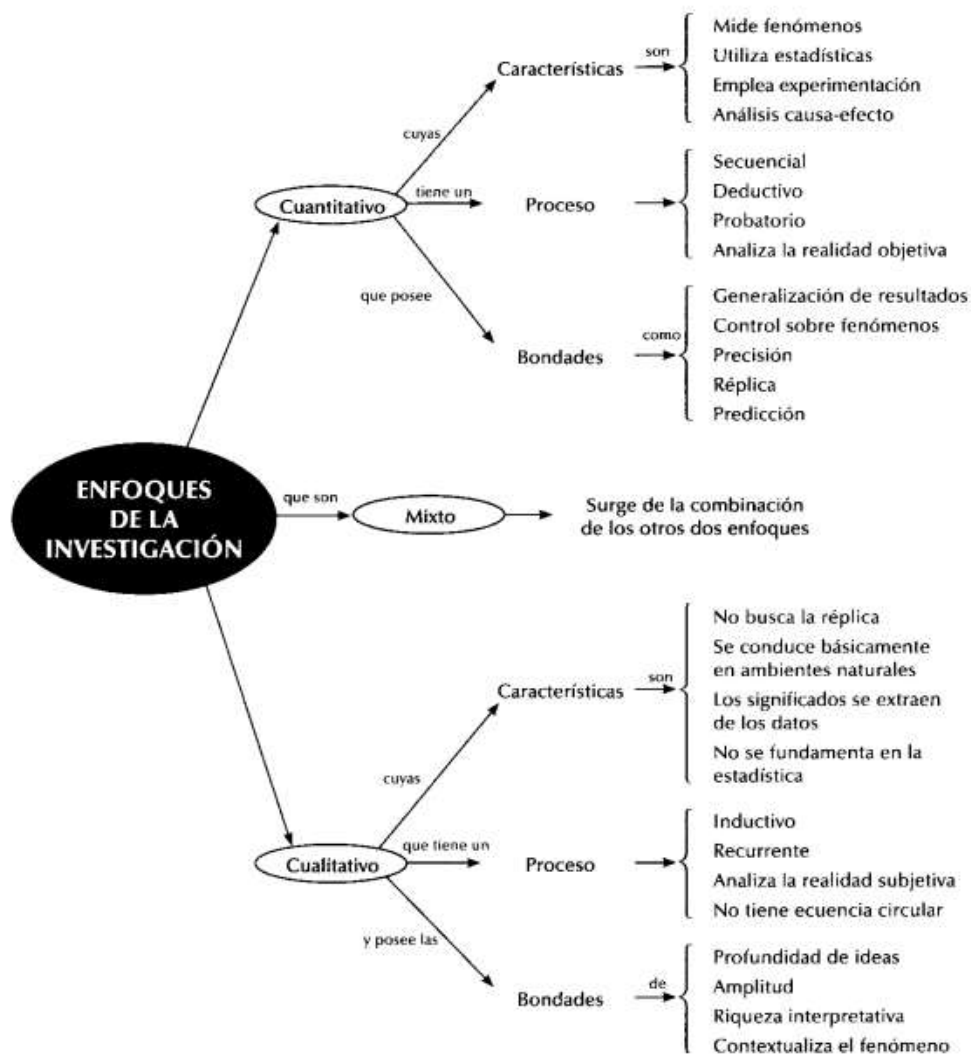 Mide fenómenos
Utiliza estadísticas
Emplea experimentación
Análisis causa-efecto
son
Características
cuyas
Secuencial
Deductivo
Probatorio
Analiza la realidad objetiva
tiene un
Proceso
Cuantitativo
que posee
Generalización de resultados
Control sobre fenómenos
Precisión
Réplica
Predicción
como
Bondades
ENFOQUES
DE LA
INVESTIGACIÓN
que son
Mixto
Surge de la combinación
de los otros dos enfoques
No busca la réplica
Se conduce básicamente
en ambientes naturales
Los significados se extraen
de los datos
No se fundamenta en la
estadística
son
Características
cuyas
Inductivo
Recurrente
Analiza la realidad subjetiva
No tiene ecuencia circular
que tiene un
Proceso
Cualitativo
y posee las
Profundidad de ideas
Amplitud
Riqueza interpretativa
Contextualiza el fenómeno
de
Bondades